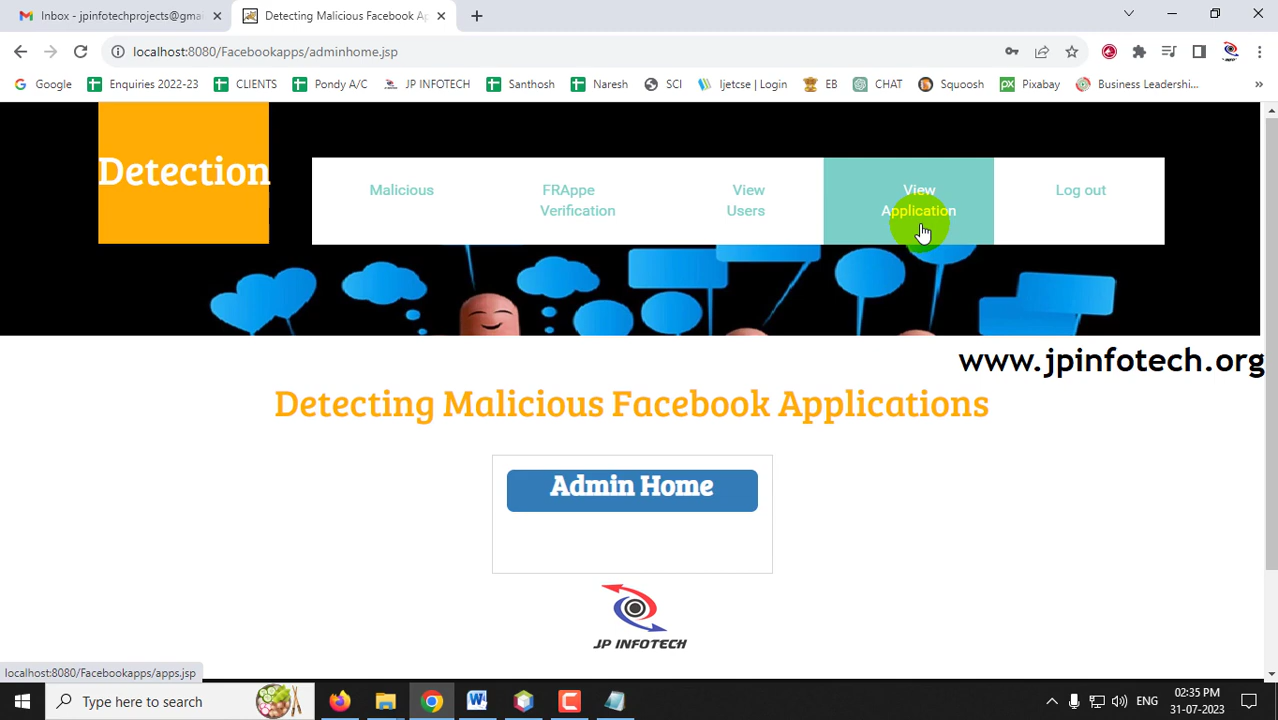 Inbox - jpinfotechprojects@gmai
Detecting Malicious Facebook Ap
localhost:8080/Facebookapps/adminhome.jsp
Google
Enquiries 2022-23
CLIENTS
Pondy A/C
JP INFOTECH
Santhosh
Naresh
SCI
Ijetcse | Login
EB
CHAT
Squoosh
Pixabay
Business Leadershi...
»
Detection
Malicious
FRAppe
Verification
View
Users
View
Application
Log out
www.jpinfotech.org
Detecting Malicious Facebook Applications
Admin Home
JP INFOTECH
localhost:8080/Facebookapps/apps.jsp
Type here to search
ENG
02:35 PM
31-07-2023